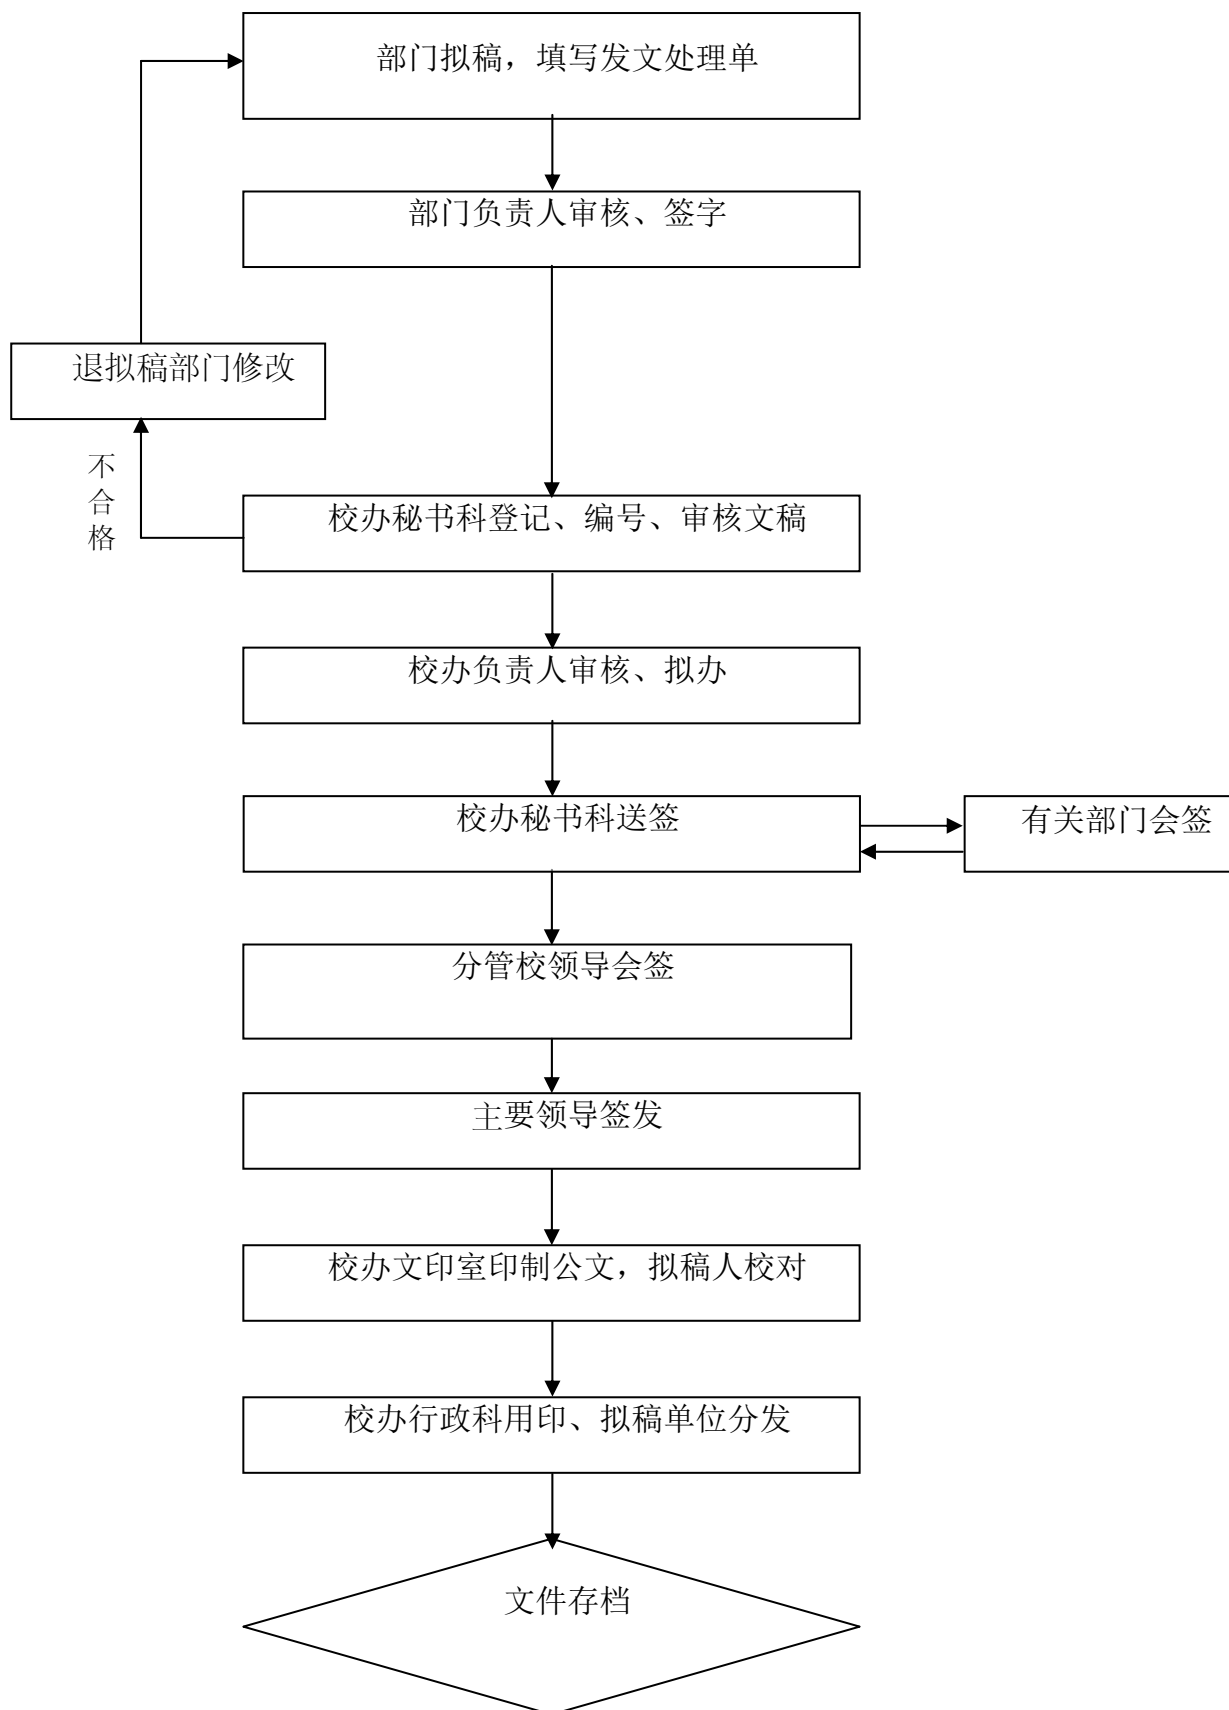 部门拟稿，填写发文处理单
部门负责人审核、签字
退拟稿部门修改
不
合
格
校办秘书科登记、编号、审核文稿
校办负责人审核、拟办
校办秘书科送签
有关部门会签
分管校领导会签
主要领导签发
校办文印室印制公文，拟稿人校对
校办行政科用印、拟稿单位分发
文件存档